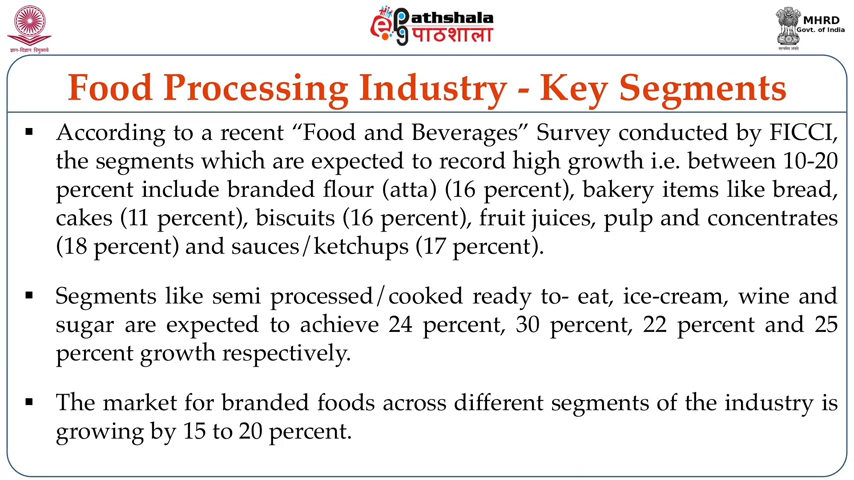 ज्ञान-विज्ञान विमुक्तये
ePathshala
पाठशाला
MHRD
Govt. of India
Food Processing Industry - Key Segments
▪ According to a recent “Food and Beverages” Survey conducted by FICCI,
the segments which are expected to record high growth i.e. between 10-20
percent include branded flour (atta) (16 percent), bakery items like bread,
cakes (11 percent), biscuits (16 percent), fruit juices, pulp and concentrates
(18 percent) and sauces/ketchups (17 percent).
▪ Segments like semi processed/cooked ready to- eat, ice-cream, wine and
sugar are expected to achieve 24 percent, 30 percent, 22 percent and 25
percent growth respectively.
▪ The market for branded foods across different segments of the industry is
growing by 15 to 20 percent.